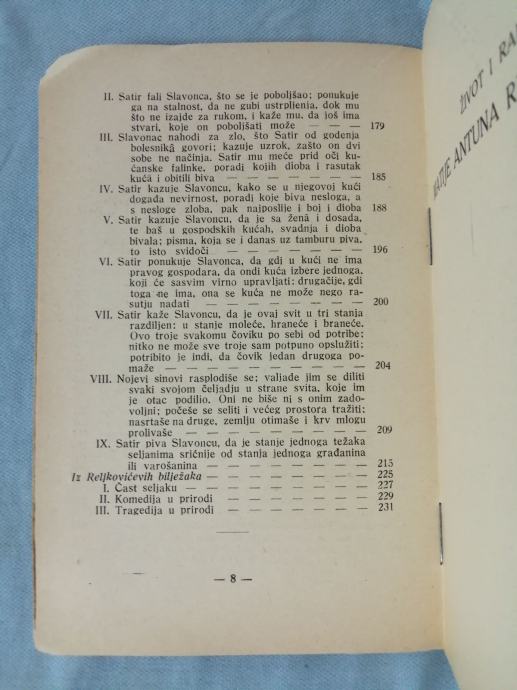 II. Satir fali Slavonca, što se je poboljšao; ponukuje
ga na stalnost, da ne gubi ustrpljenja, dok mu
što ne izajde za rukom, i kaže mu, da još ima
stvari, koje on poboljšati može — — — 179
III. Slavonac nahodi za zlo, što Satir od godenja
bolesnikâ govori; kazuje uzrok, zašto on dvi
sobe ne načinja. Satir mu meće prid oči ku-
ćanske falinke, poradi kojih dioba i rasutak
kuća i obitili biva — — — — — — 185
IV. Satir kazuje Slavoncu, kako se u njegovoj kući
događa nevirnost, poradi koje biva nesloga, a
s nesloge zloba, pak najposlije i boj i dioba 188
V. Satir kazuje Slavoncu, da je sa ženâ i dosada,
te baš u gospodskih kućah, svadnja i dioba
bivala; pisma, koja se i danas uz tamburu piva,
to isto svidoči — — — — — — — 196
VI. Satir ponukuje Slavonca, da gdi u kući ne ima
pravog gospodara, da ondi kuća izbere jednoga,
koji će sasvim virno upravljati; drugačije, gdi
toga ne ima, ona se kuća ne može nego ra-
sutju nadati — — — — — — — 200
VII. Satir kaže Slavoncu, da je ovaj svit u tri stanja
razdiljen: u stanje moleće, hraneće i braneće.
Ovo troje svakomu čoviku po sebi od potribe;
nitko ne može sve troje sam potpuno opslužiti;
potribito je indi, da čovik jedan drugoga po-
maže — — — — — — — — — 204
VIII. Nojevi sinovi rasplodiše se; valjade jim se diliti
svaki svojom čeljadju u strane svita, koje im
je otac podilio. Oni ne biše ni s onim zado-
voljni; počeše se seliti i većeg prostora tražiti;
nasrtaše na druge, zemlju otimaše i krv mlogu
prolivaše — — — — — — — — 209
IX. Satir piva Slavoncu, da je stanje jednoga težaka
seljanima sričnije od stanja jednoga građanina
ili varošanina — — — — — — — 215
Iz Reljkovićevih bilježaka — — — — — — — 225
I. Čast seljaku — — — — — — — 227
II. Komedija u prirodi — — — — — — 229
III. Tragedija u prirodi — — — — — — 231
— 8 —
ŽIVOT I
ANTUNA